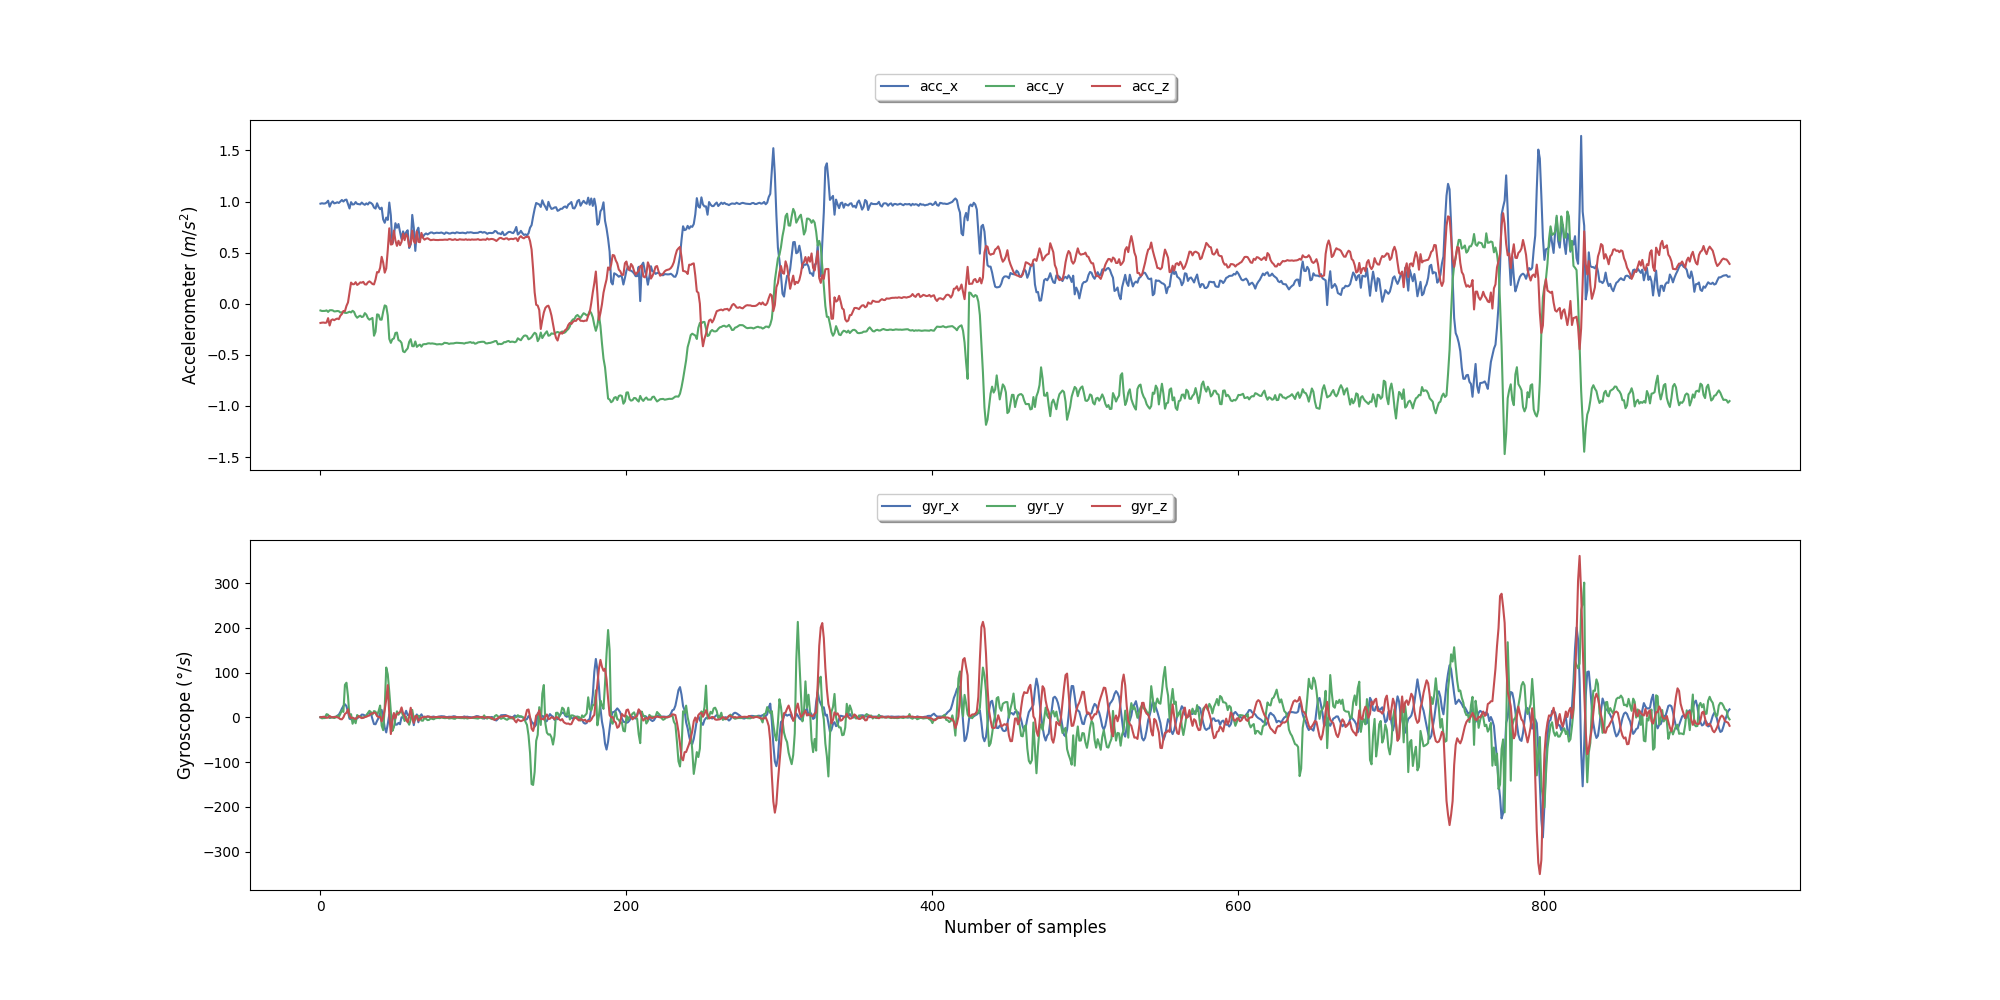 acc_x acc_y acc_z
1.5
1.0
0.5
0.0
−0.5
−1.0
−1.5
Accelerometer (m/s²)
gyr_x gyr_y gyr_z
300
200
100
0
−100
−200
−300
Gyroscope (°/s)
0 200 400 600 800
Number of samples